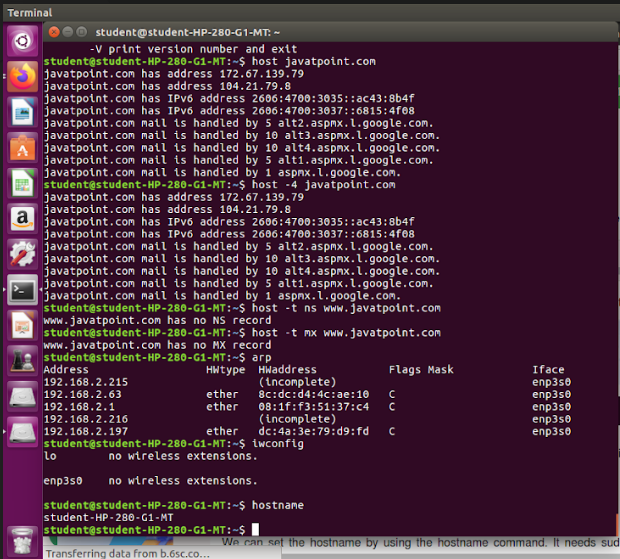 Terminal
student@student-HP-280-G1-MT: ~
-V print version number and exit
student@student-HP-280-G1-MT:~$ host javatpoint.com
javatpoint.com has address 172.67.139.79
javatpoint.com has address 104.21.79.8
javatpoint.com has IPv6 address 2606:4700:3035::ac43:8b4f
javatpoint.com has IPv6 address 2606:4700:3037::6815:4f08
javatpoint.com mail is handled by 5 alt2.aspmx.l.google.com.
javatpoint.com mail is handled by 10 alt3.aspmx.l.google.com.
javatpoint.com mail is handled by 10 alt4.aspmx.l.google.com.
javatpoint.com mail is handled by 5 alt1.aspmx.l.google.com.
javatpoint.com mail is handled by 1 aspmx.l.google.com.
student@student-HP-280-G1-MT:~$ host -4 javatpoint.com
javatpoint.com has address 172.67.139.79
javatpoint.com has address 104.21.79.8
javatpoint.com has IPv6 address 2606:4700:3035::ac43:8b4f
javatpoint.com has IPv6 address 2606:4700:3037::6815:4f08
javatpoint.com mail is handled by 5 alt2.aspmx.l.google.com.
javatpoint.com mail is handled by 10 alt3.aspmx.l.google.com.
javatpoint.com mail is handled by 10 alt4.aspmx.l.google.com.
javatpoint.com mail is handled by 5 alt1.aspmx.l.google.com.
javatpoint.com mail is handled by 1 aspmx.l.google.com.
student@student-HP-280-G1-MT:~$ host -t ns www.javatpoint.com
www.javatpoint.com has no NS record
student@student-HP-280-G1-MT:~$ host -t mx www.javatpoint.com
www.javatpoint.com has no MX record
student@student-HP-280-G1-MT:~$ arp
Address HWtype HWaddress Flags Mask Iface
192.168.2.215 (incomplete) enp3s0
192.168.2.63 ether 8c:dc:d4:4c:ae:10 C enp3s0
192.168.2.1 ether 08:1f:f3:51:37:c4 C enp3s0
192.168.2.216 (incomplete) enp3s0
192.168.2.197 ether dc:4a:3e:79:d9:fd C enp3s0
student@student-HP-280-G1-MT:~$ iwconfig
lo no wireless extensions.
enp3s0 no wireless extensions.
student@student-HP-280-G1-MT:~$ hostname
student-HP-280-G1-MT
student@student-HP-280-G1-MT:~$
We can set the hostname by using the hostname command. It needs sud
Transferring data from b.6sc.co...